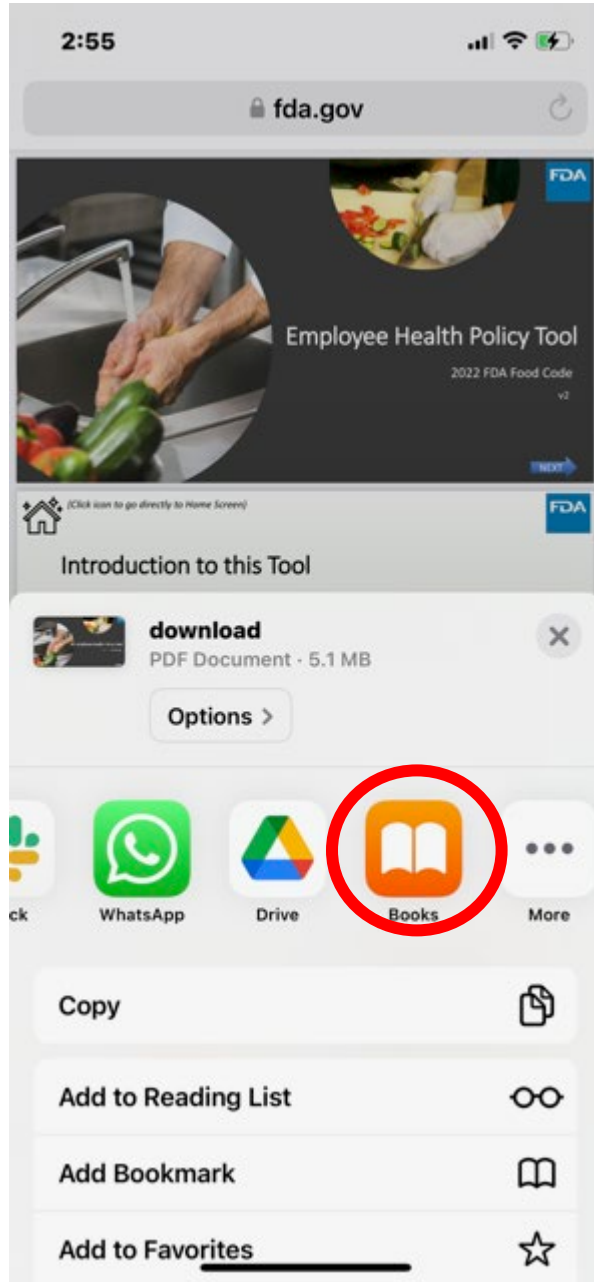 2:55
fda.gov
FDA
Employee Health Policy Tool
2022 FDA Food Code
v2
NEXT
(Click icon to go directly to Home Screen)
FDA
Introduction to this Tool
download
PDF Document · 5.1 MB
Options >
ck WhatsApp Drive Books More
Copy
Add to Reading List
Add Bookmark
Add to Favorites